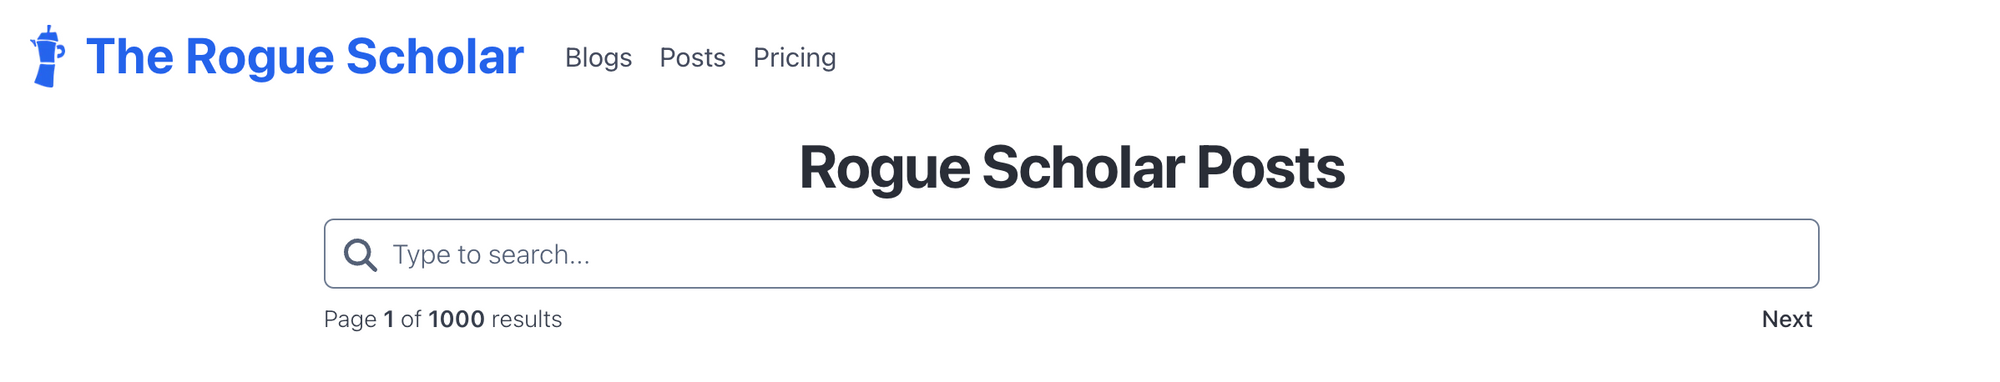 The Rogue Scholar Blogs Posts Pricing
Rogue Scholar Posts
Type to search...
Page 1 of 1000 results Next